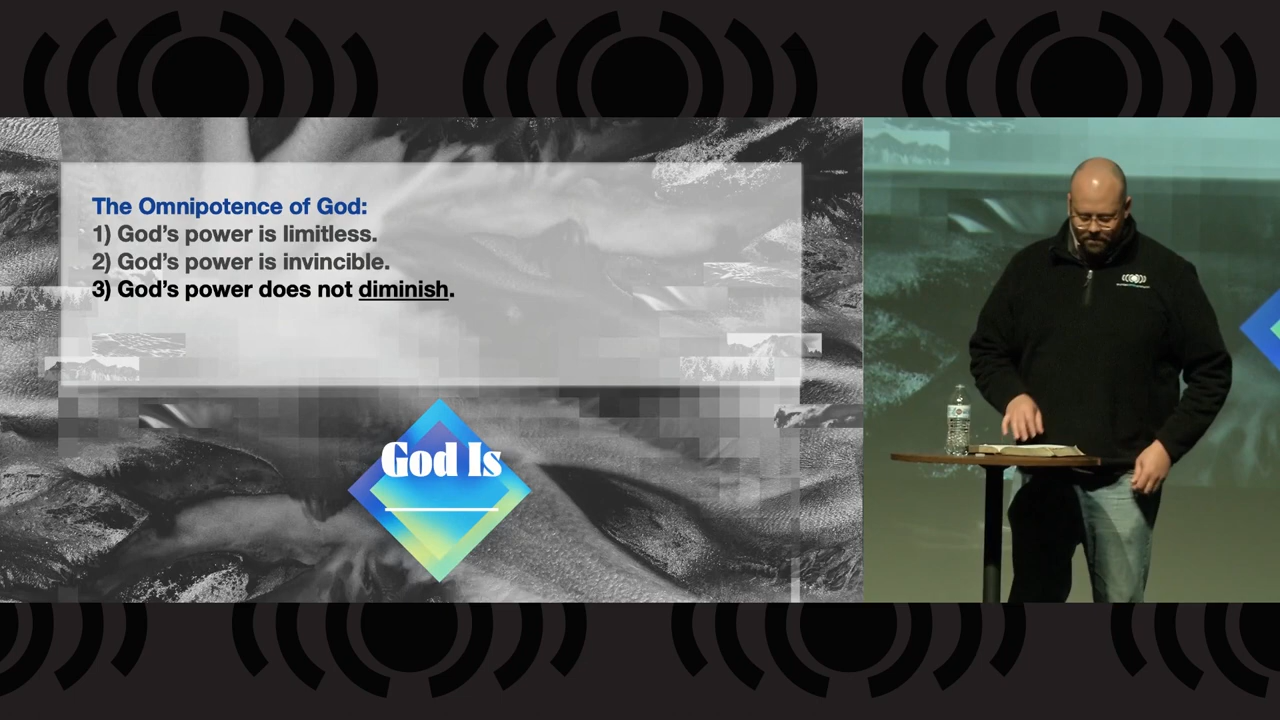 The Omnipotence of God:
1) God’s power is limitless.
2) God’s power is invincible.
3) God’s power does not diminish.
God Is